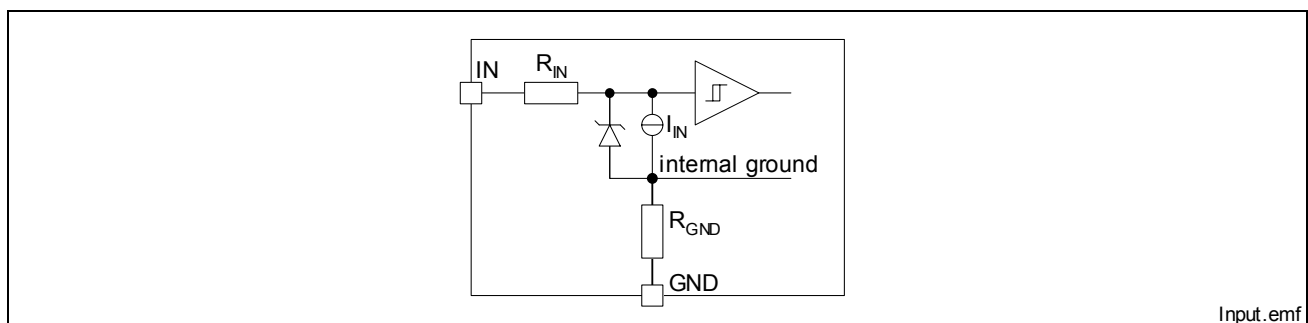 IN
R_IN
I_IN
internal ground
R_GND
GND
Input.emf